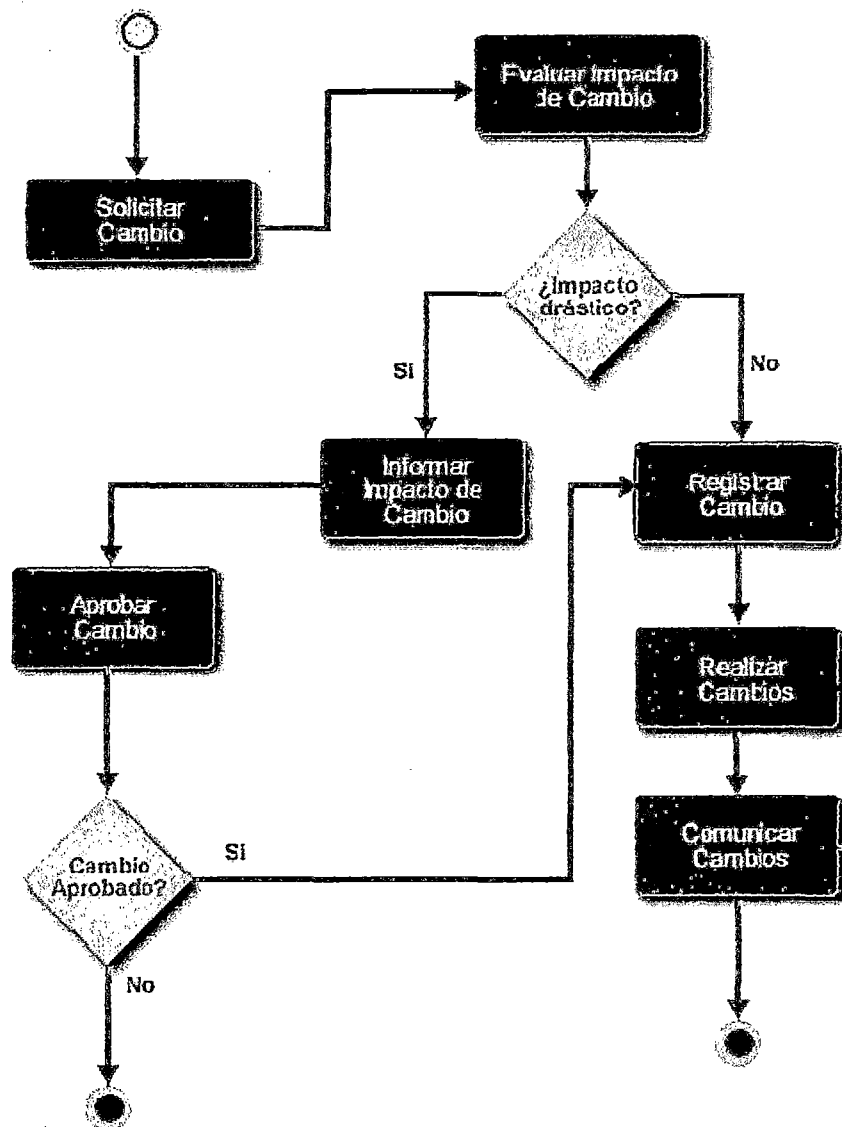 Evaluar Impacto
de Cambio
Solicitar
Cambio
¿Impacto
drástico?
Si
No
Informar
Impacto de
Cambio
Registrar
Cambio
Aprobar
Cambio
Realizar
Cambios
Cambio
Aprobado?
Si
Comunicar
Cambios
No